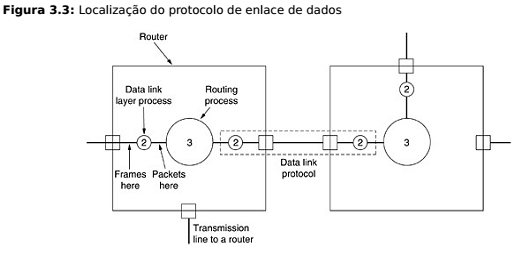 Figura 3.3: Localização do protocolo de enlace de dados
Router
Data link
layer process
Routing
process
2
2
3
2
2
3
Data link
protocol
Frames
here
Packets
here
Transmission
line to a router